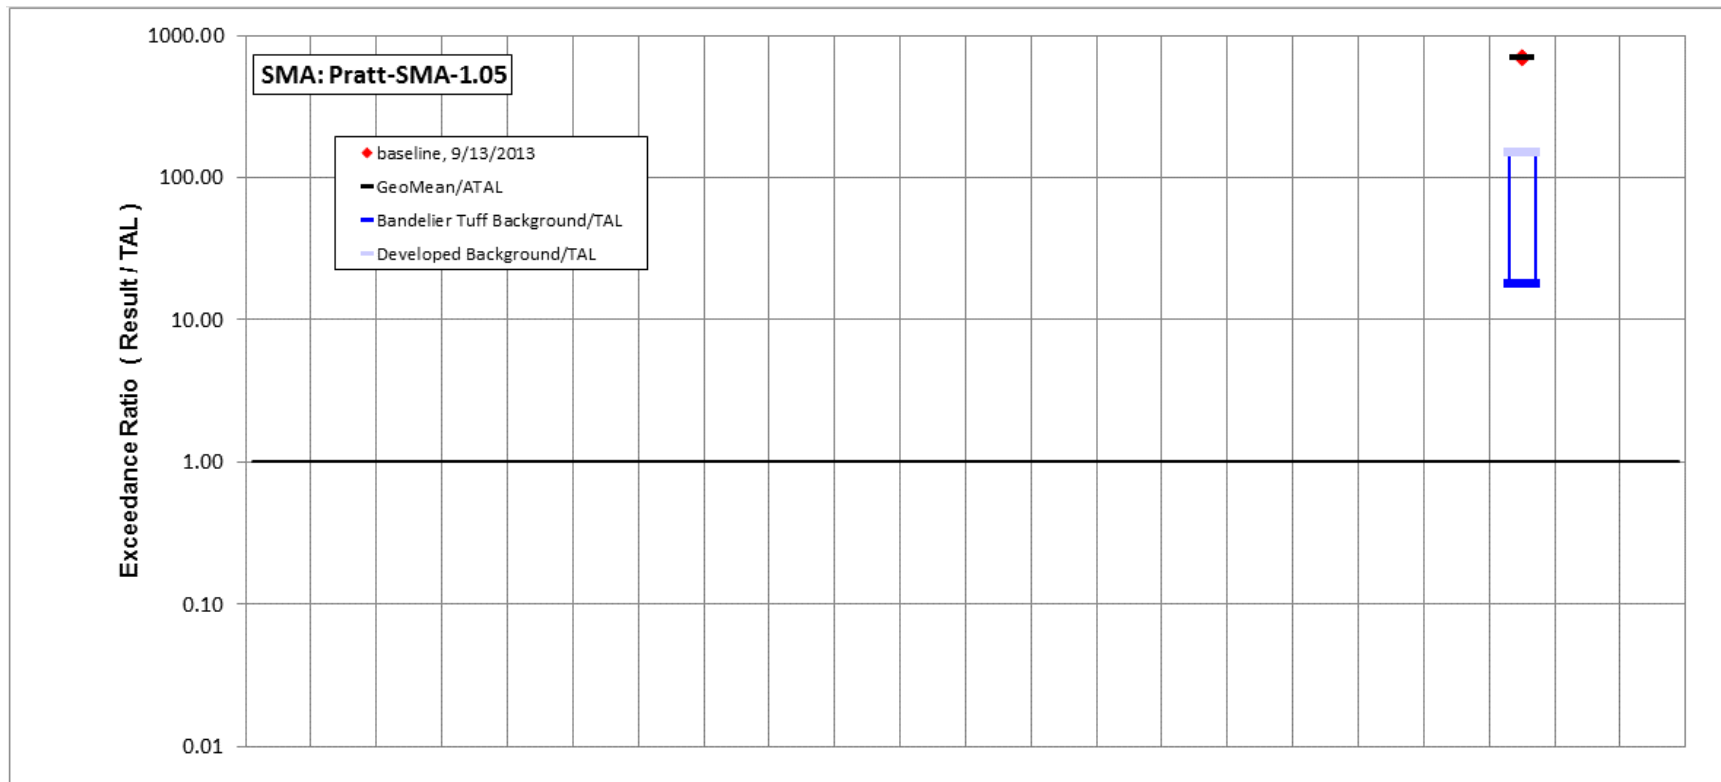 1000.00
SMA: Pratt-SMA-1.05
baseline, 9/13/2013
GeoMean/ATAL
Bandelier Tuff Background/TAL
Developed Background/TAL
100.00
10.00
1.00
0.10
0.01
Exceedance Ratio ( Result / TAL )